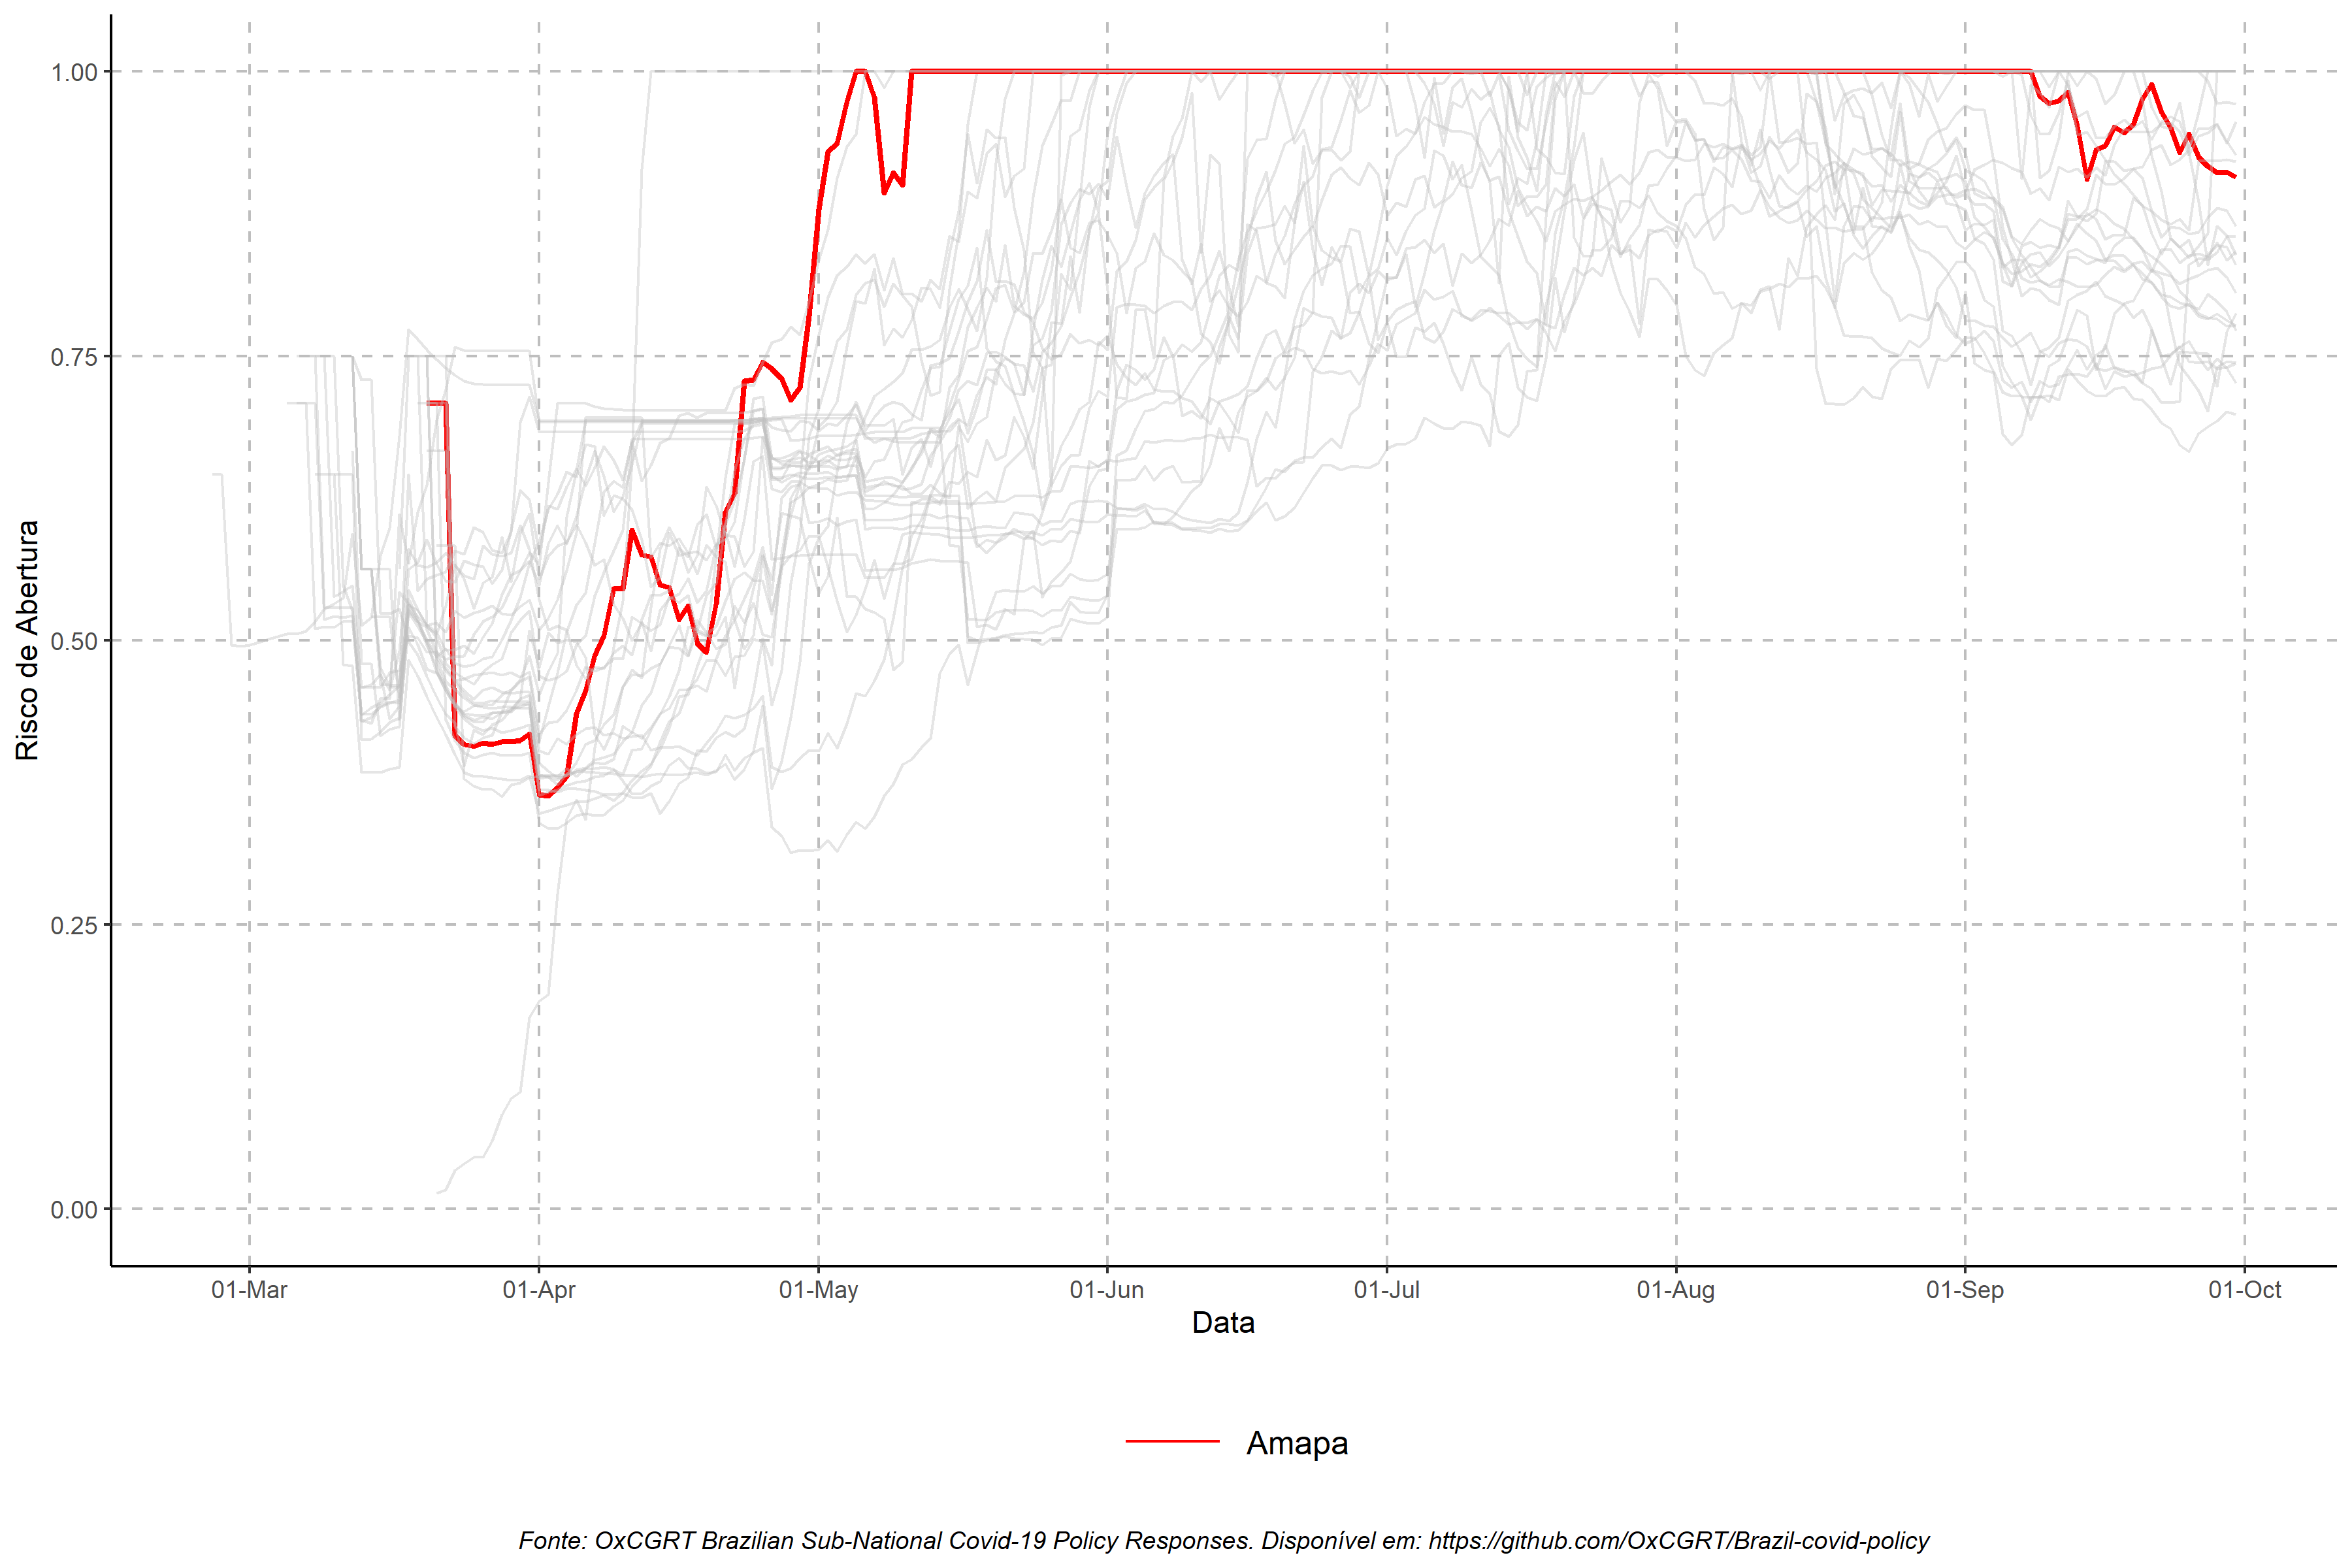 1.00
0.75
0.50
0.25
0.00
Risco de Abertura
01-Mar 01-Apr 01-May 01-Jun 01-Jul 01-Aug 01-Sep 01-Oct
Data
Amapa
Fonte: OxCGRT Brazilian Sub-National Covid-19 Policy Responses. Disponível em: https://github.com/OxCGRT/Brazil-covid-policy